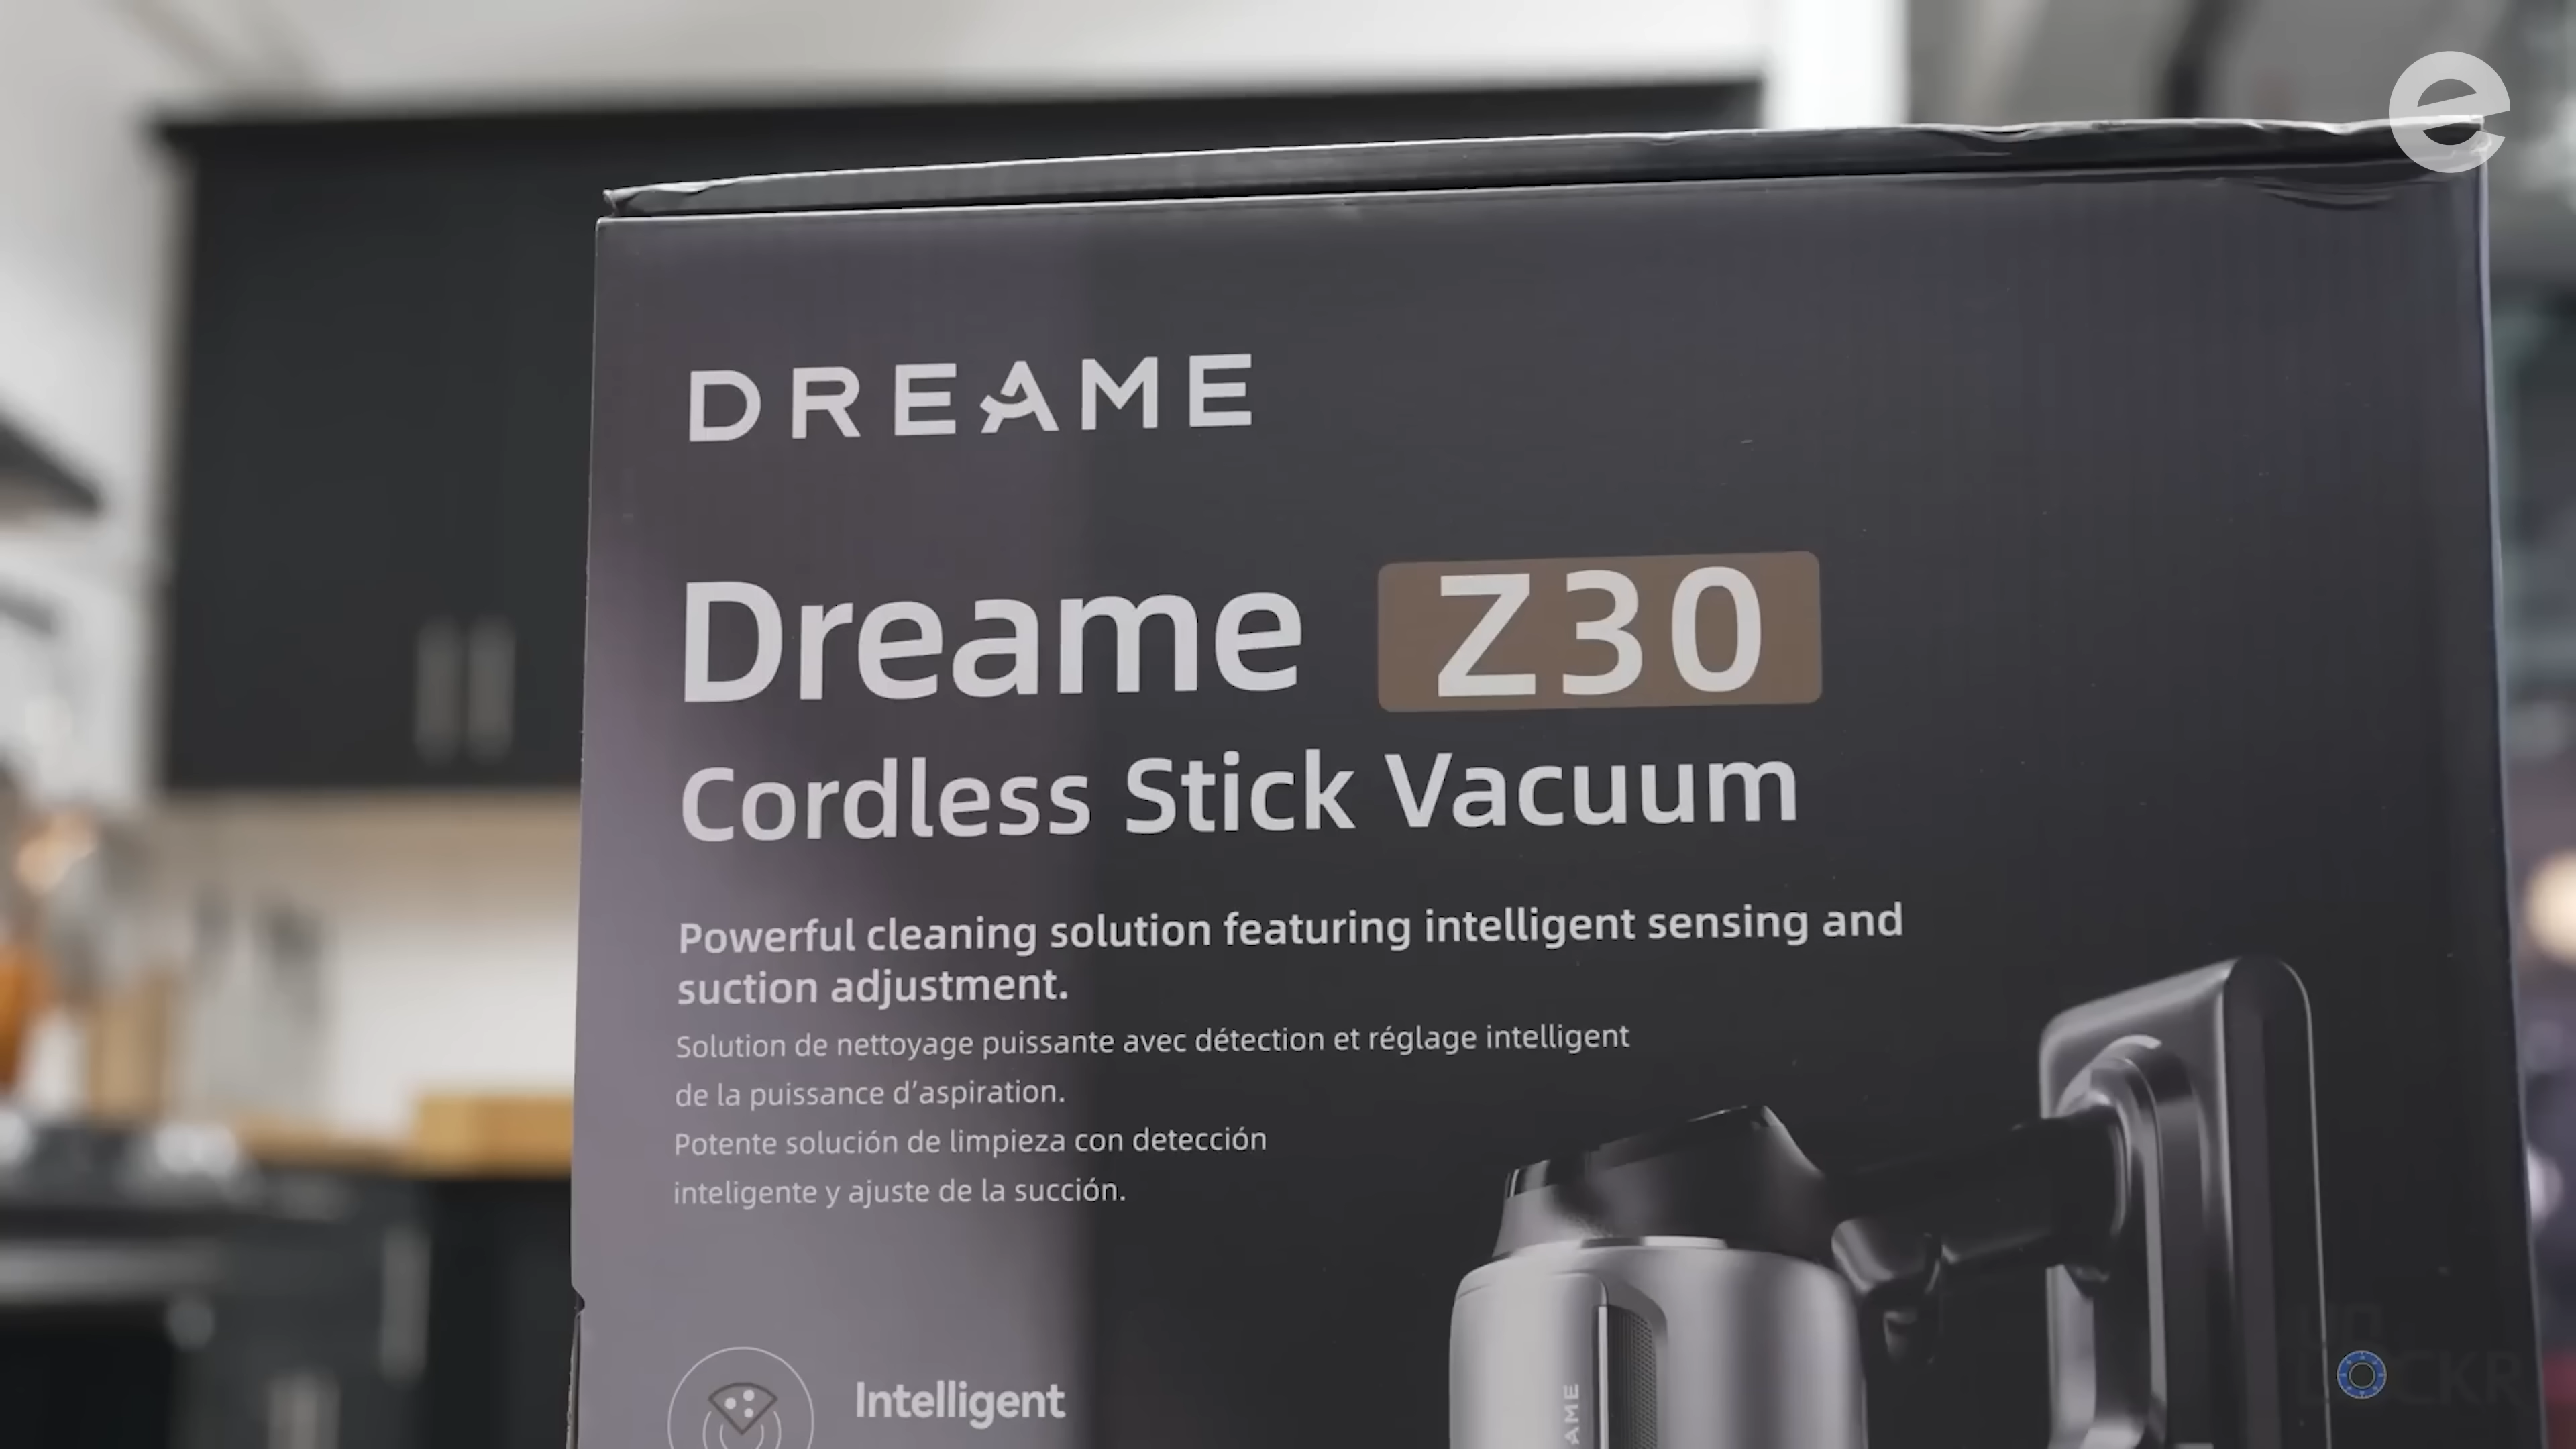 DREAME
Dreame Z30
Cordless Stick Vacuum
Powerful cleaning solution featuring intelligent sensing and
suction adjustment.
Solution de nettoyage puissante avec détection et réglage intelligent
de la puissance d’aspiration.
Potente solución de limpieza con detección
inteligente y ajuste de la succión.
Intelligent
AME
e
LOCKR